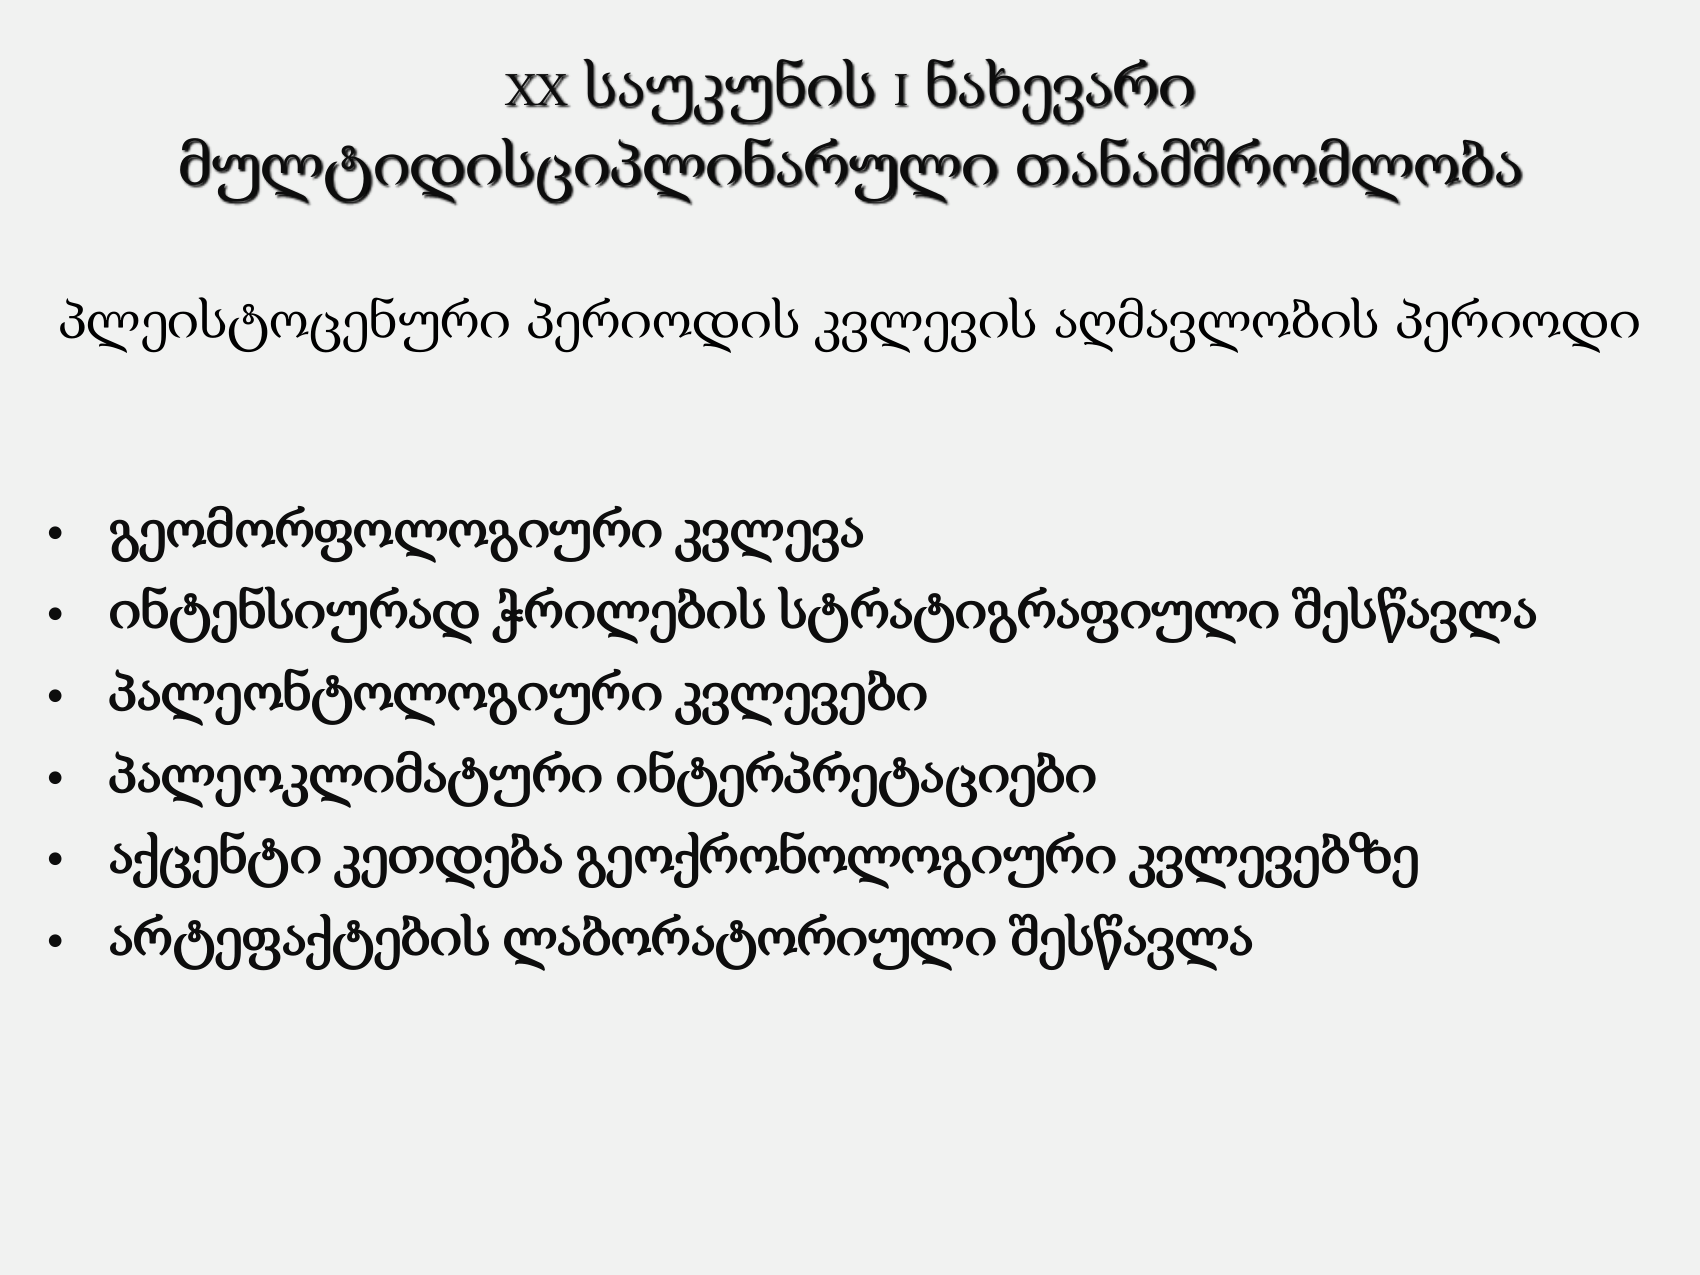 XX საუკუნის I ნახევარი
მულტიდისციპლინარული თანამშრომლობა
პლეისტოცენური პერიოდის კვლევის აღმავლობის პერიოდი
• გეომორფოლოგიური კვლევა
• ინტენსიურად ჭრილების სტრატიგრაფიული შესწავლა
• პალეონტოლოგიური კვლევები
• პალეოკლიმატური ინტერპრეტაციები
• აქცენტი კეთდება გეოქრონოლოგიური კვლევებზე
• არტეფაქტების ლაბორატორიული შესწავლა